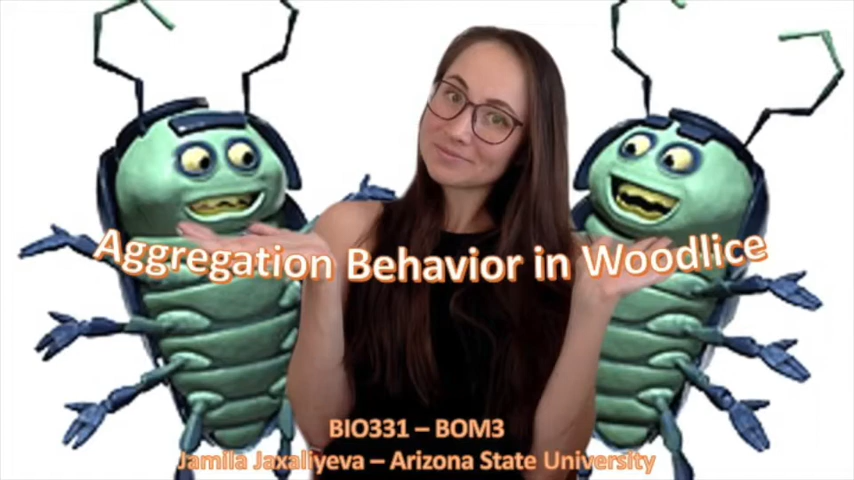 Aggregation Behavior in Woodlice
BIO331 – BOM3
Jamila Jaxaliyeva – Arizona State University